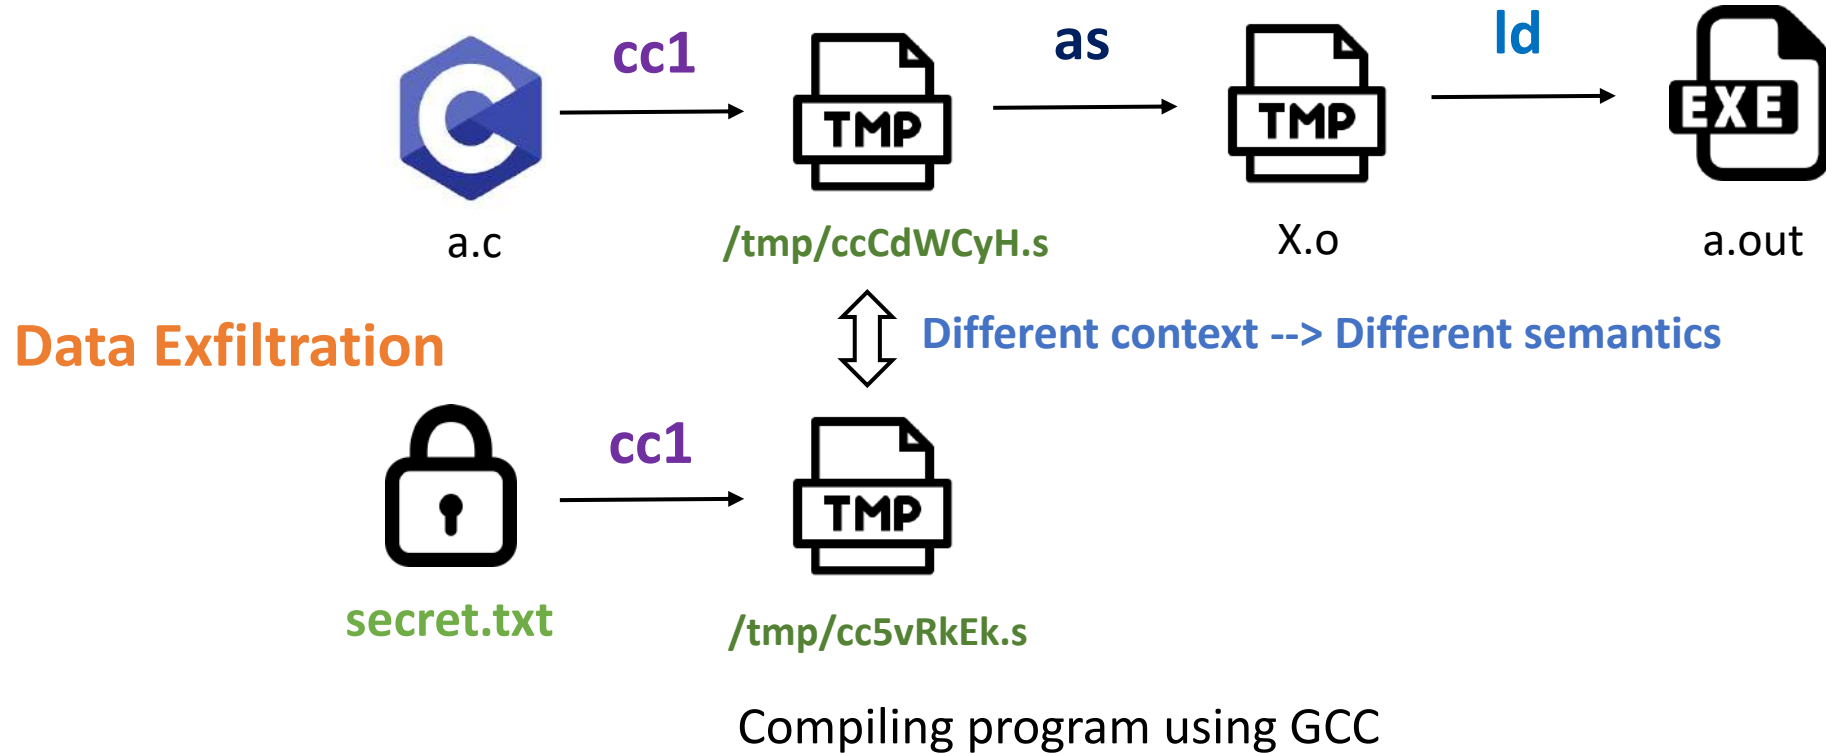 cc1
as
ld
TMP
TMP
EXE
a.c
/tmp/ccCdWCyH.s
X.o
a.out
Data Exfiltration
Different context --> Different semantics
cc1
TMP
secret.txt
/tmp/cc5vRkEk.s
Compiling program using GCC